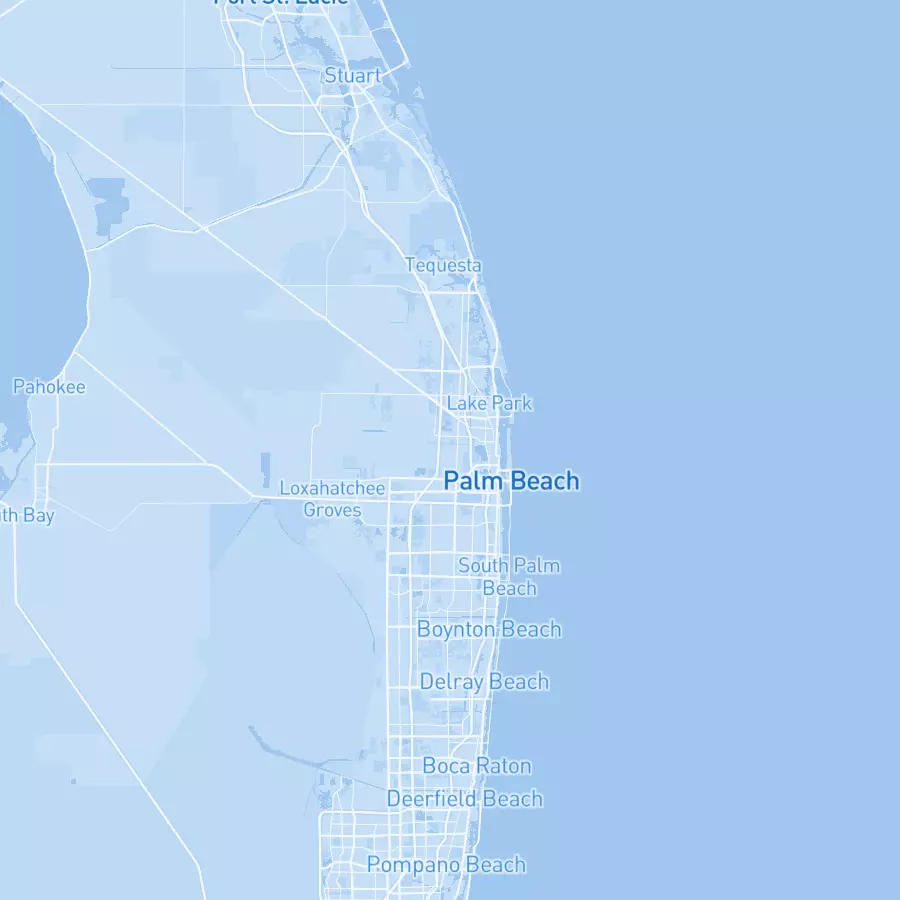 Port St. Lucie
Stuart
Tequesta
Pahokee
Lake Park
Palm Beach
Loxahatchee
Groves
th Bay
South Palm
Beach
Boynton Beach
Delray Beach
Boca Raton
Deerfield Beach
Pompano Beach